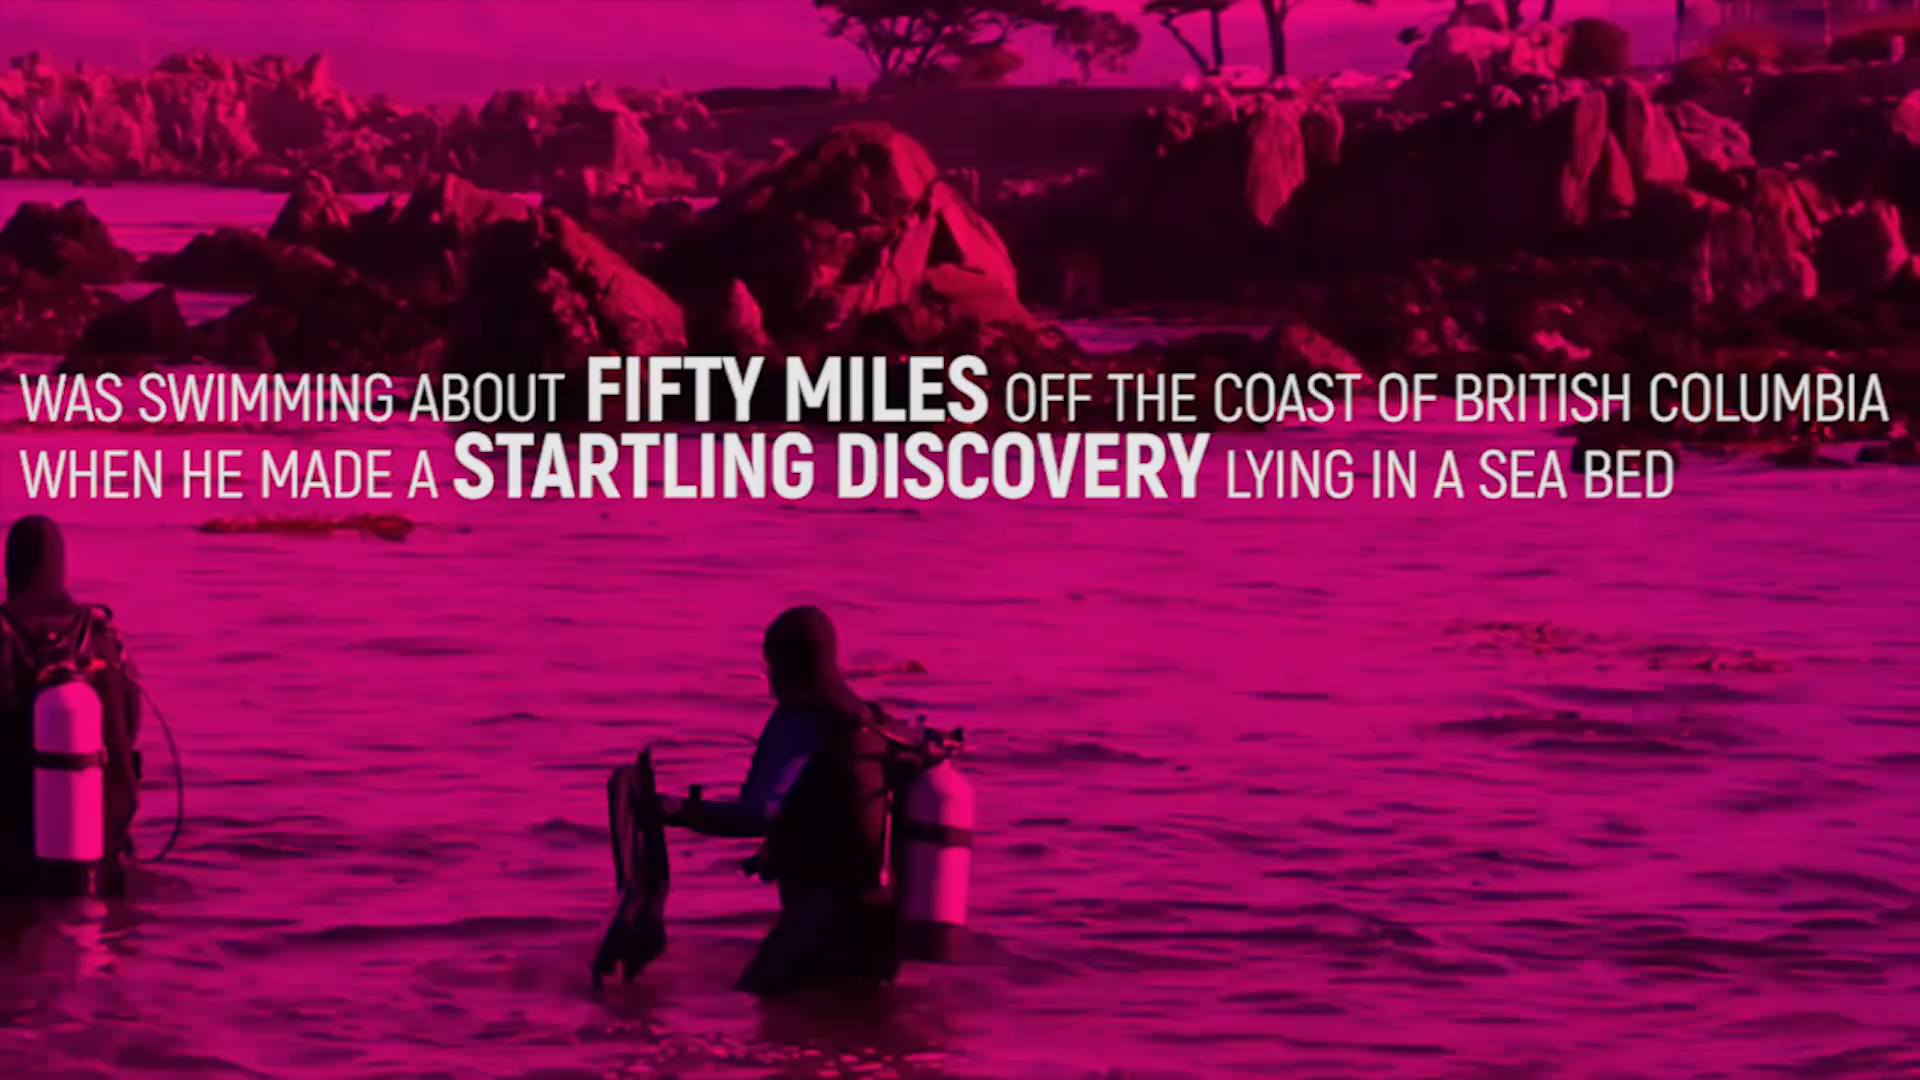 WAS SWIMMING ABOUT FIFTY MILES OFF THE COAST OF BRITISH COLUMBIA
WHEN HE MADE A STARTLING DISCOVERY LYING IN A SEA BED